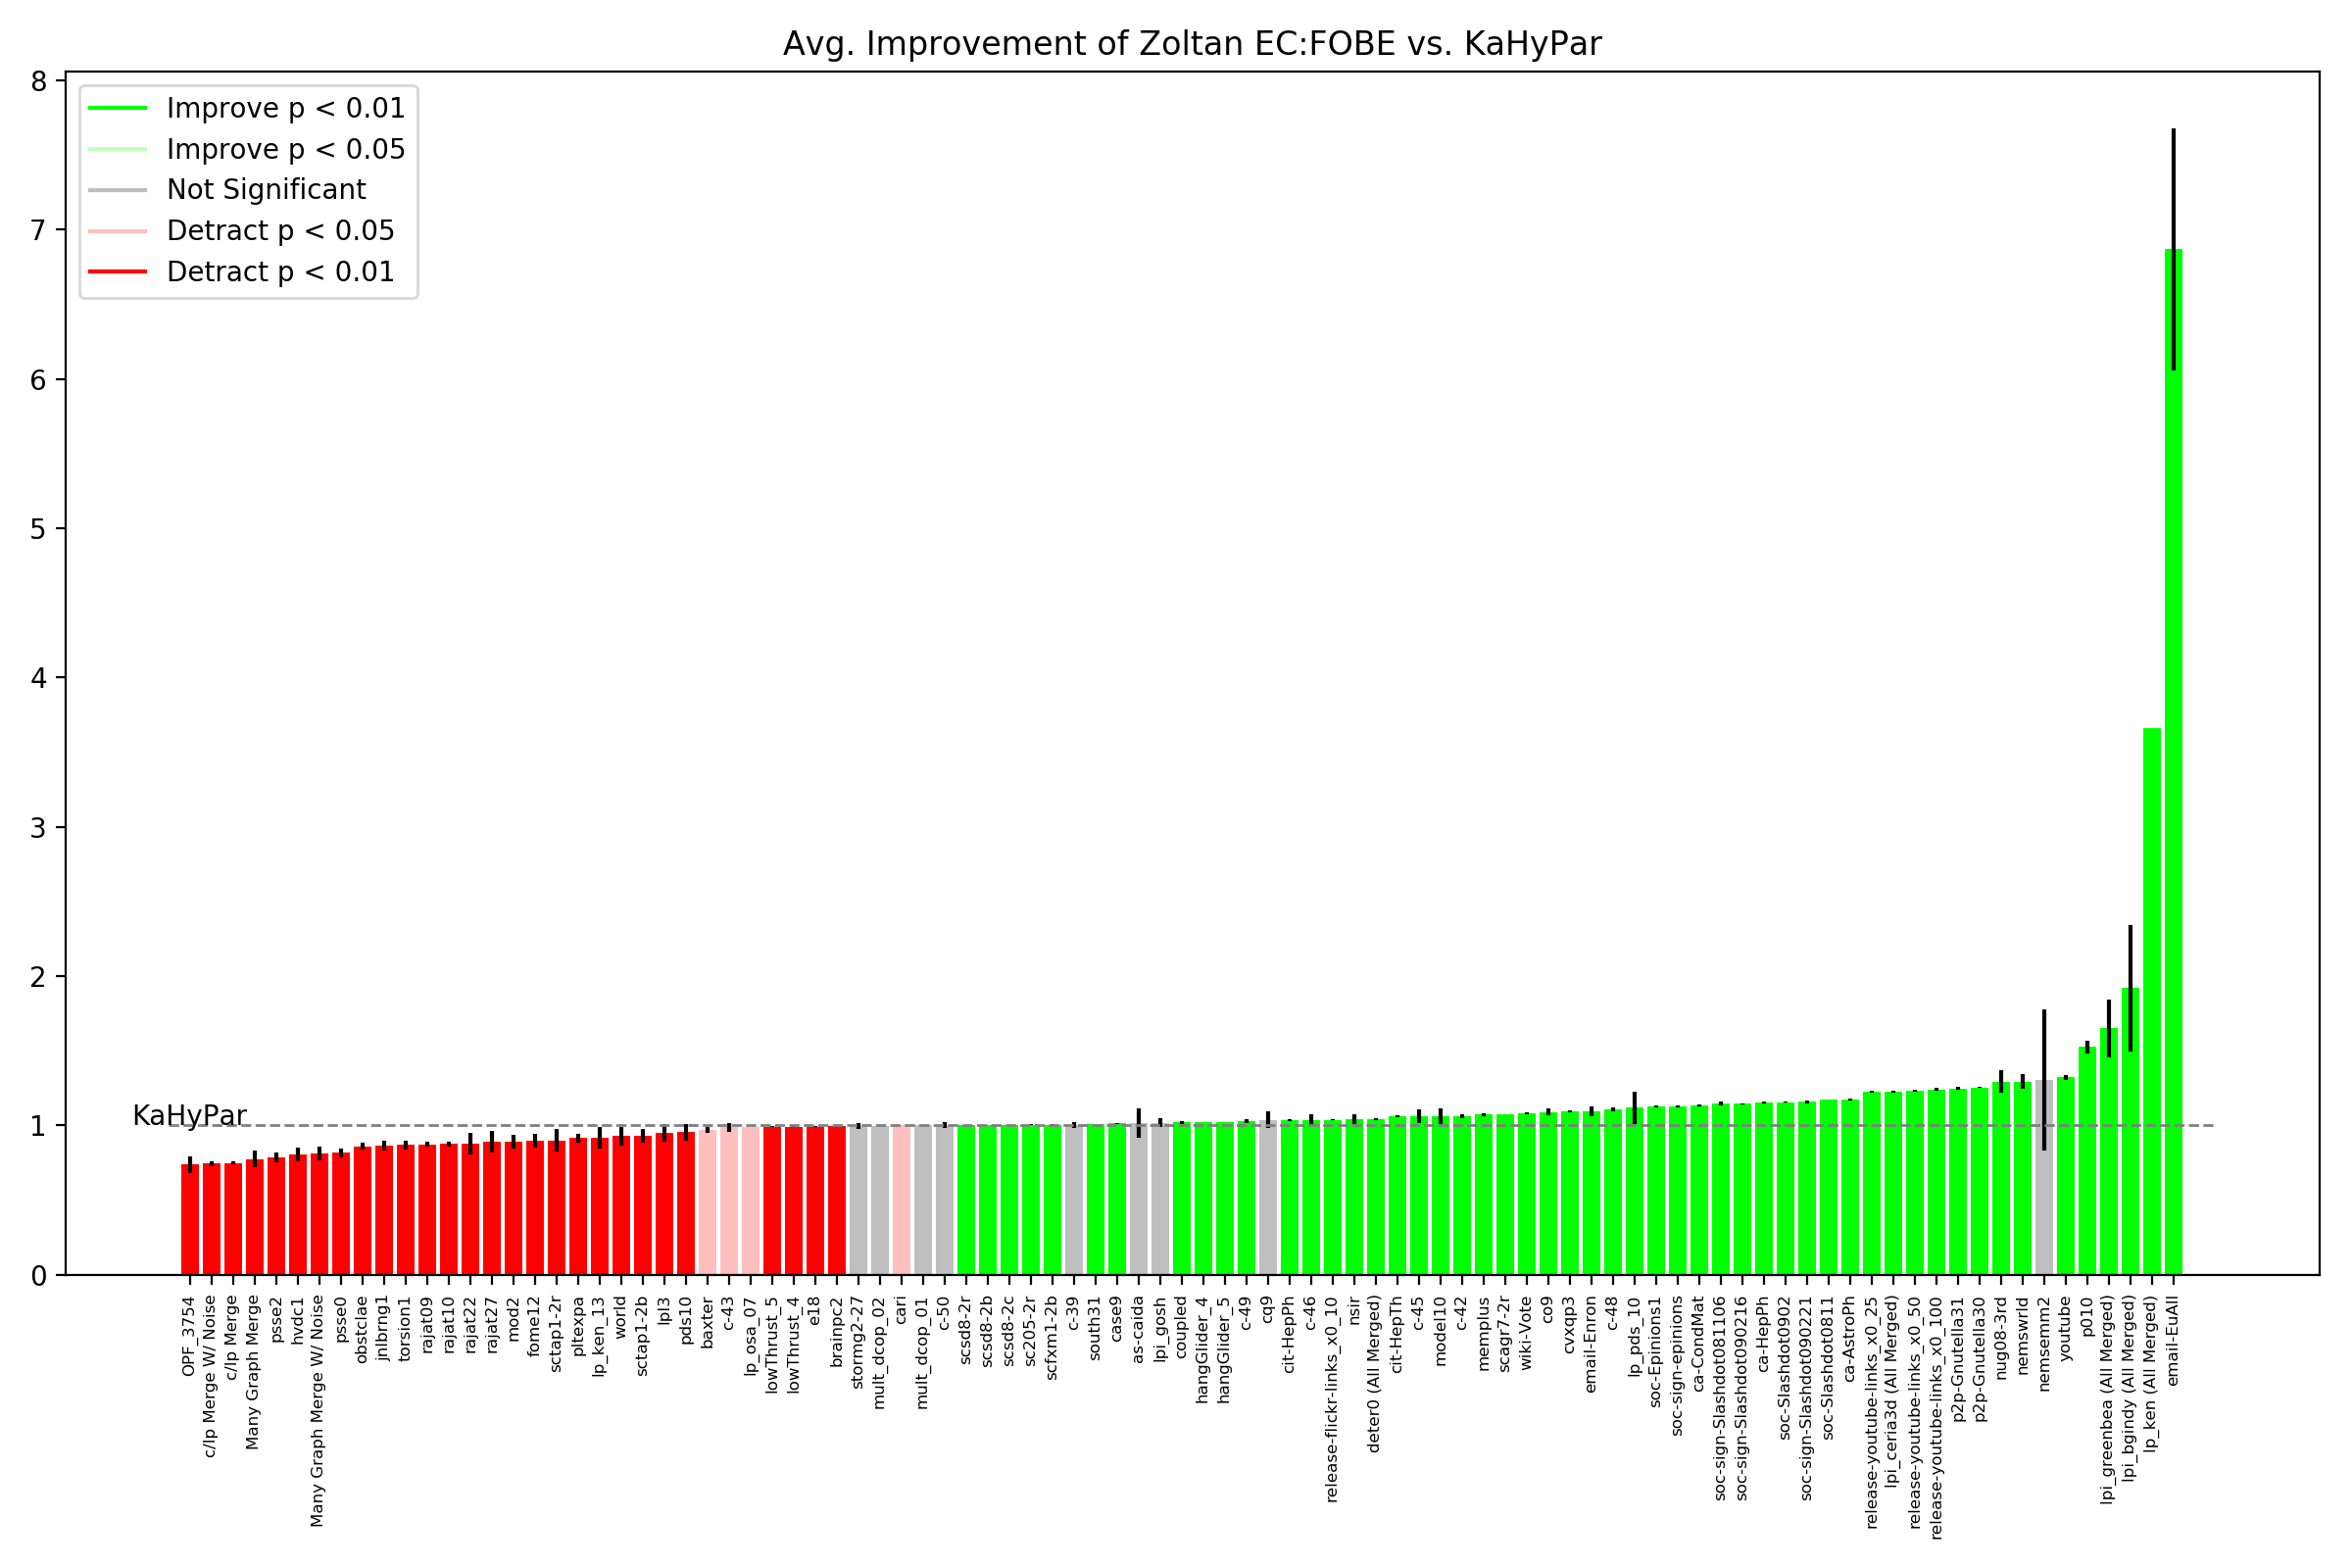 Avg. Improvement of Zoltan EC:FOBE vs. KaHyPar
8
7
6
5
4
3
2
1
0
Improve p < 0.01
Improve p < 0.05
Not Significant
Detract p < 0.05
Detract p < 0.01
KaHyPar
OPF_3754
c/lp Merge W/ Noise
c/lp Merge
Many Graph Merge
psse2
hvdc1
Many Graph Merge W/ Noise
psse0
obstclae
jnlbrng1
torsion1
rajat09
rajat10
rajat22
rajat27
mod2
fome12
sctap1-2r
pltexpa
lp_ken_13
world
sctap1-2b
lpl3
pds10
baxter
c-43
lp_osa_07
lowThrust_5
lowThrust_4
e18
brainpc2
stormg2-27
mult_dcop_02
cari
mult_dcop_01
c-50
scsd8-2r
scsd8-2b
scsd8-2c
sc205-2r
scfxm1-2b
c-39
south31
case9
as-caida
lpi_gosh
coupled
hangGlider_4
hangGlider_5
c-49
cq9
cit-HepPh
c-46
release-flickr-links_x0_10
nsir
deter0 (All Merged)
cit-HepTh
c-45
model10
c-42
memplus
scagr7-2r
wiki-Vote
co9
cvxqp3
email-Enron
c-48
lp_pds_10
soc-Epinions1
soc-sign-epinions
ca-CondMat
soc-sign-Slashdot081106
soc-sign-Slashdot090216
ca-HepPh
soc-Slashdot0902
soc-sign-Slashdot090221
soc-Slashdot0811
ca-AstroPh
release-youtube-links_x0_25
lpi_ceria3d (All Merged)
release-youtube-links_x0_50
release-youtube-links_x0_100
p2p-Gnutella31
p2p-Gnutella30
nug08-3rd
nemswrld
nemsemm2
youtube
p010
lpi_greenbea (All Merged)
lpi_bgindy (All Merged)
lp_ken (All Merged)
email-EuAll